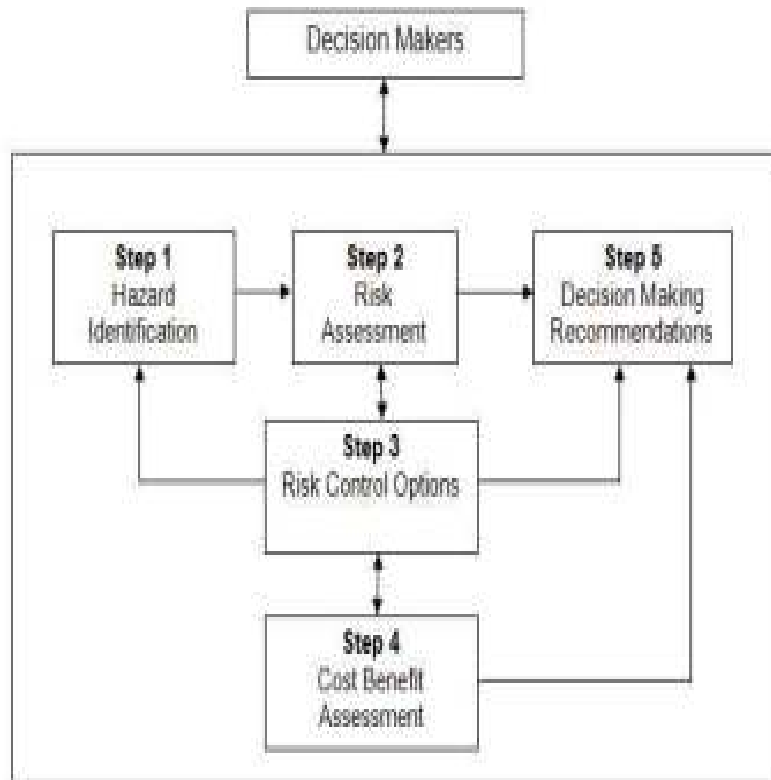 Decision Makers
Step 1
Hazard
Identification
Step 2
Risk
Assessment
Step 5
Decision Making
Recommendations
Step 3
Risk Control Options
Step 4
Cost Benefit
Assessment